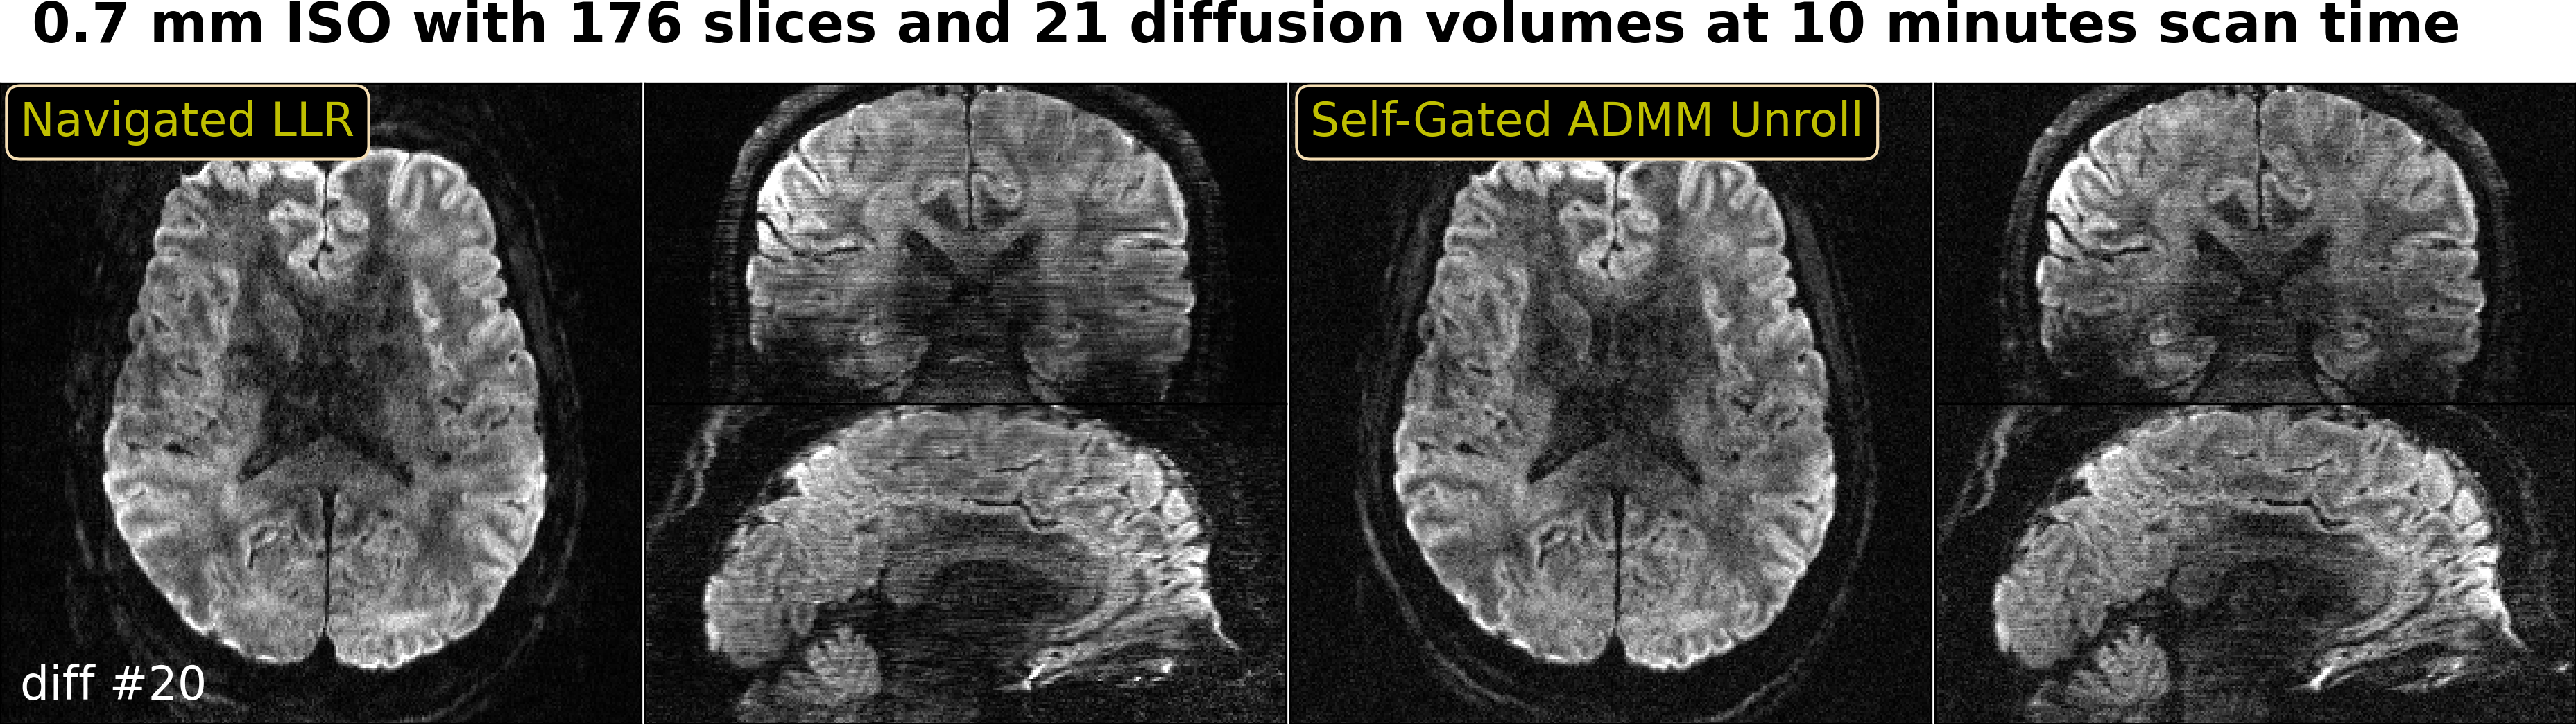 0.7 mm ISO with 176 slices and 21 diffusion volumes at 10 minutes scan time
Navigated LLR
Self-Gated ADMM Unroll
diff #20